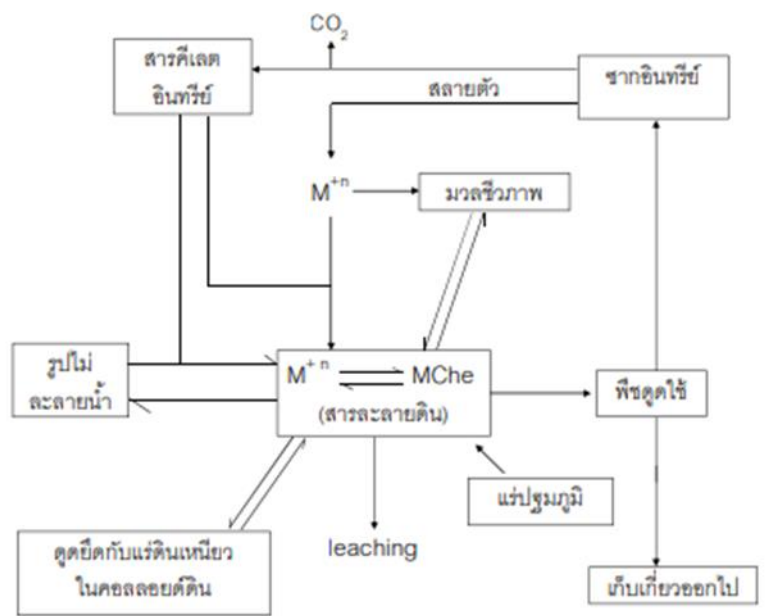 CO₂
สารคีเลต
อินทรีย์
ซากอินทรีย์
สลายตัว
M⁺ⁿ
มวลชีวภาพ
รูปไม่
ละลายน้ำ
M⁺ⁿ MChe
(สารละลายดิน)
พืชดูดใช้
แร่ปฐมภูมิ
ดูดยึดกับแร่ดินเหนียว
ในคอลลอยด์ดิน
leaching
เก็บเกี่ยวออกไป